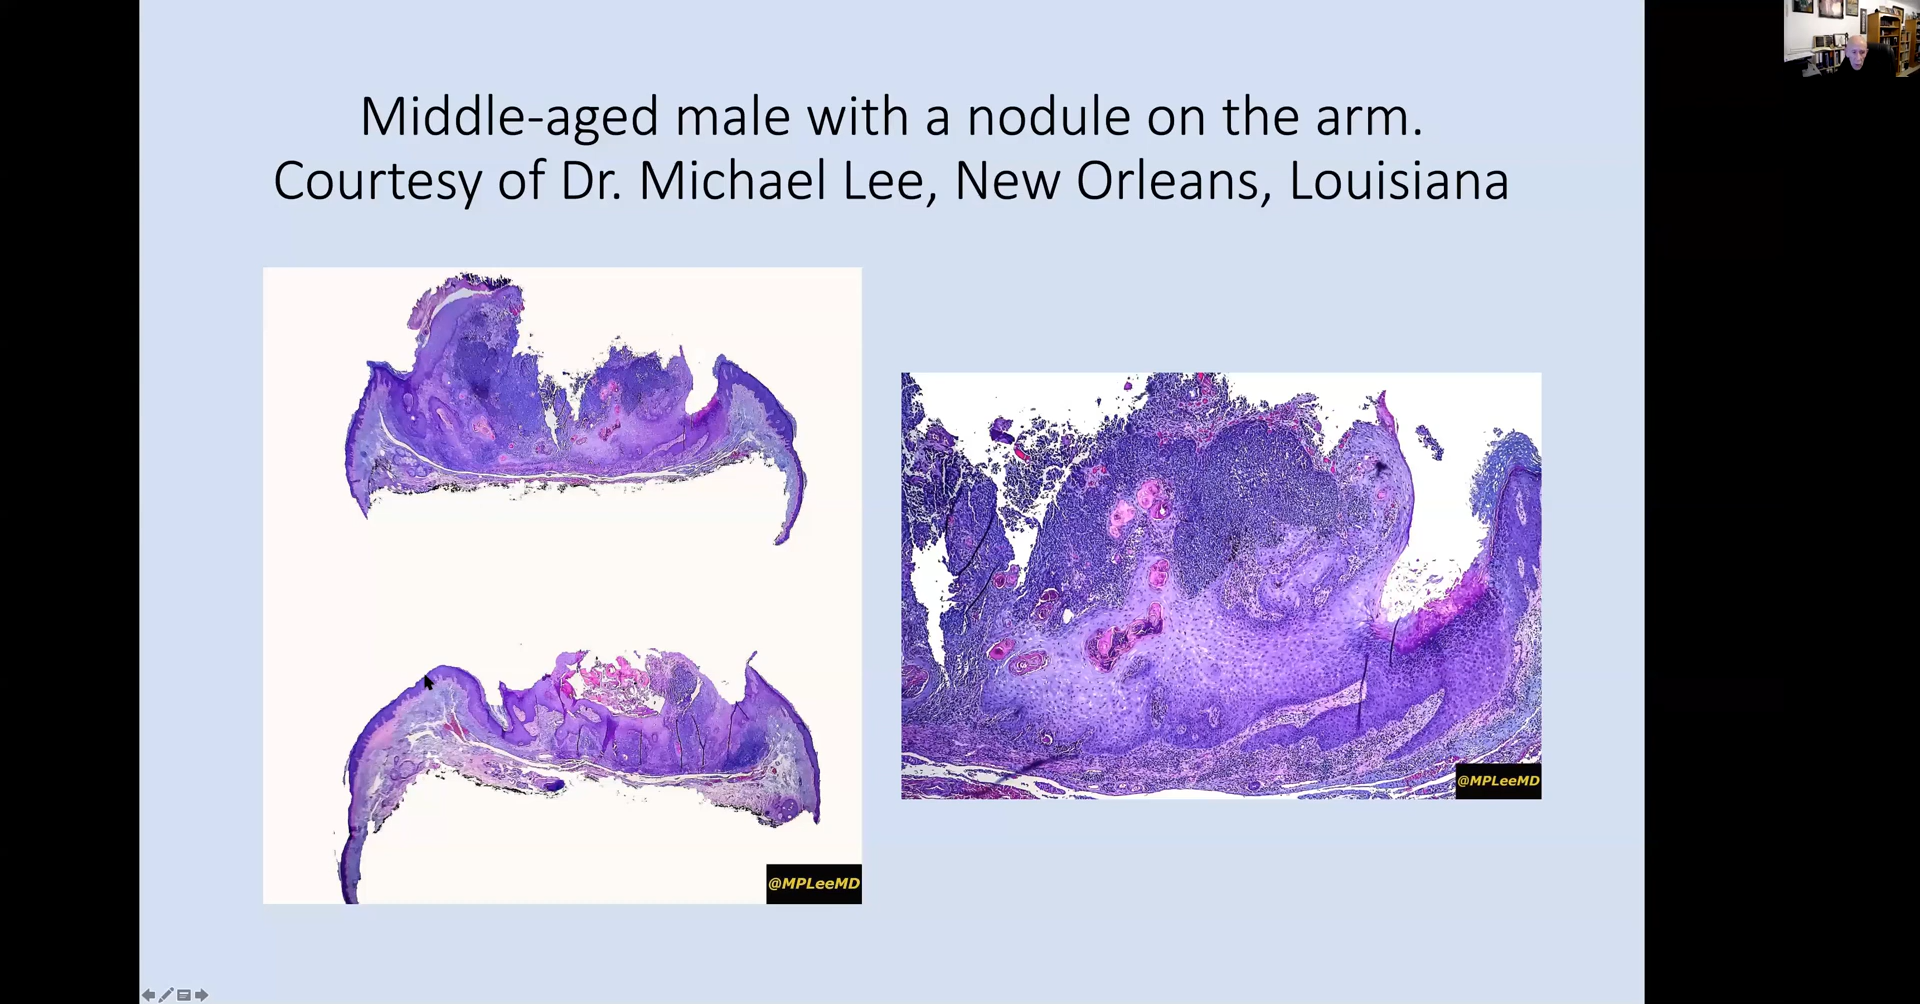 Middle-aged male with a nodule on the arm.
Courtesy of Dr. Michael Lee, New Orleans, Louisiana
@MPLeeMD
@MPLeeMD